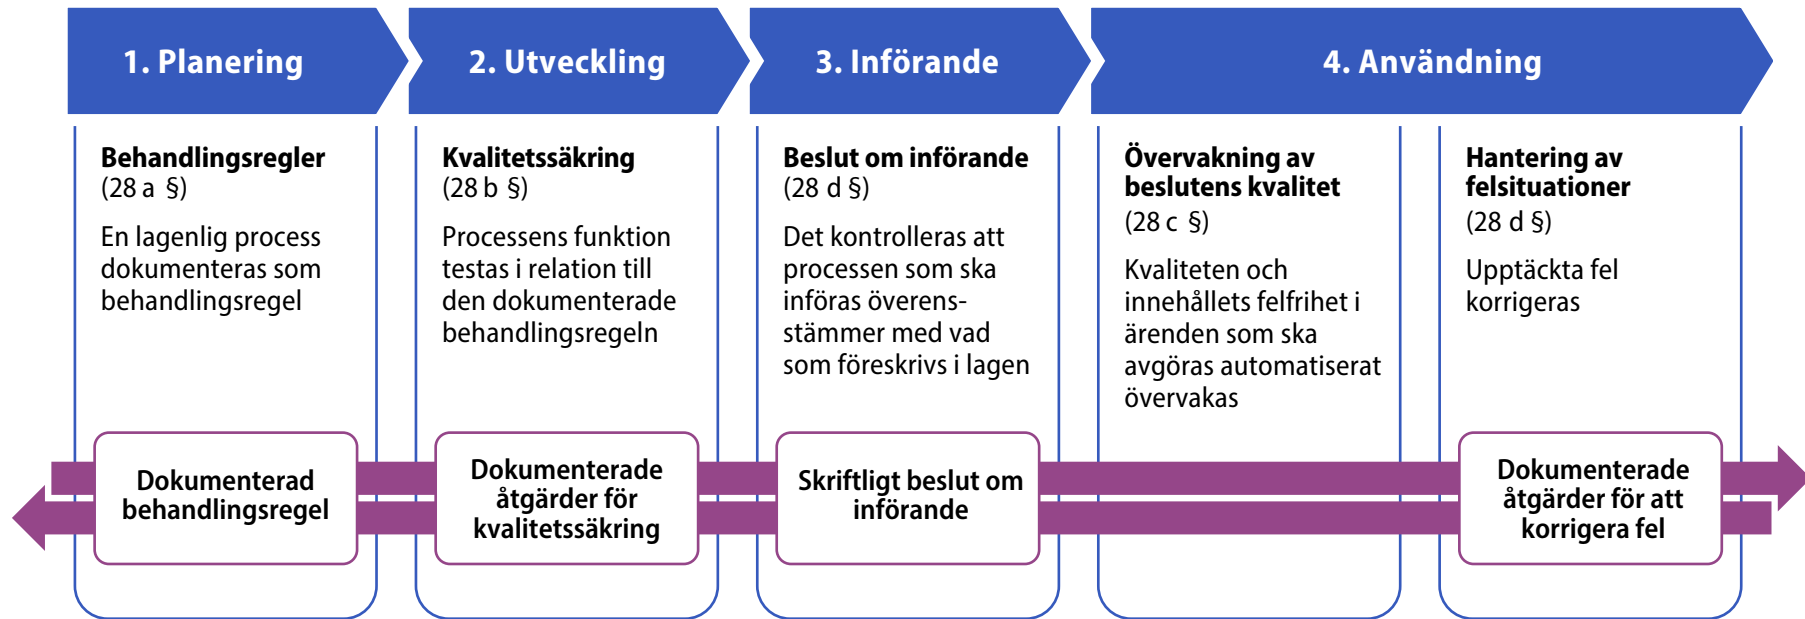 1. Planering
2. Utveckling
3. Införande
4. Användning
Behandlingsregler
(28 a §)
En lagenlig process
dokumenteras som
behandlingsregel
Dokumenterad
behandlingsregel
Kvalitetssäkring
(28 b §)
Processens funktion
testas i relation till
den dokumenterade
behandlingsregeln
Dokumenterade
åtgärder för
kvalitetssäkring
Beslut om införande
(28 d §)
Det kontrolleras att
processen som ska
införas överens-
stämmer med vad
som föreskrivs i lagen
Skriftligt beslut om
införande
Övervakning av
beslutens kvalitet
(28 c §)
Kvaliteten och
innehållets felfrihet i
ärenden som ska
avgöras automatiserat
övervakas
Hantering av
felsituationer
(28 d §)
Upptäckta fel
korrigeras
Dokumenterade
åtgärder för att
korrigera fel